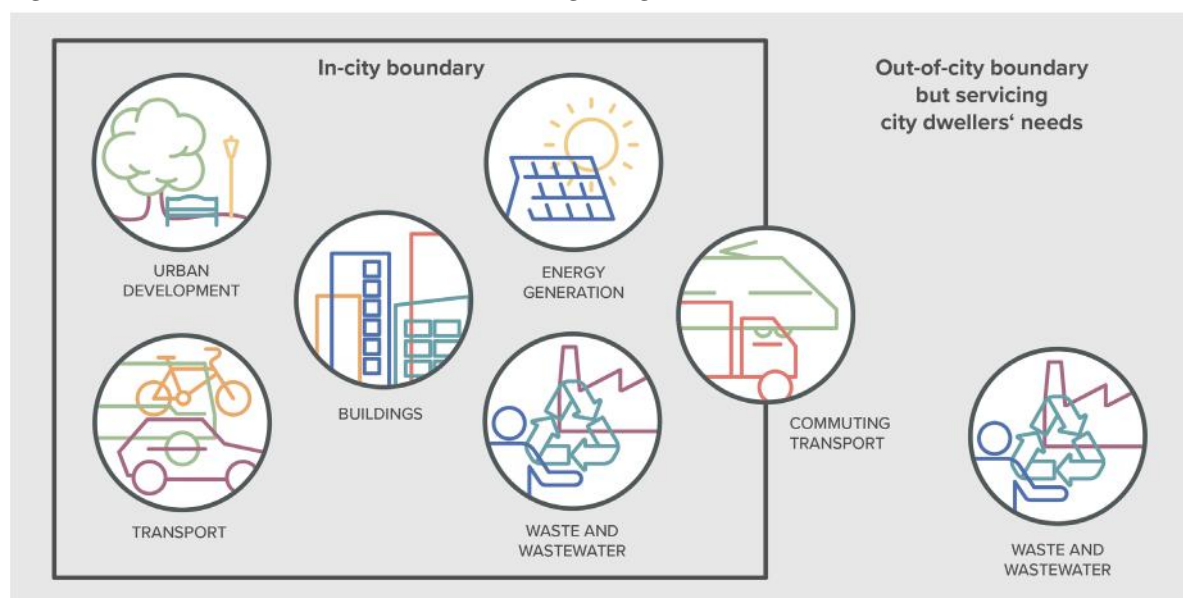 In-city boundary
Out-of-city boundary
but servicing
city dwellers‘ needs
URBAN
DEVELOPMENT
ENERGY
GENERATION
BUILDINGS
COMMUTING
TRANSPORT
TRANSPORT
WASTE AND
WASTEWATER
WASTE AND
WASTEWATER